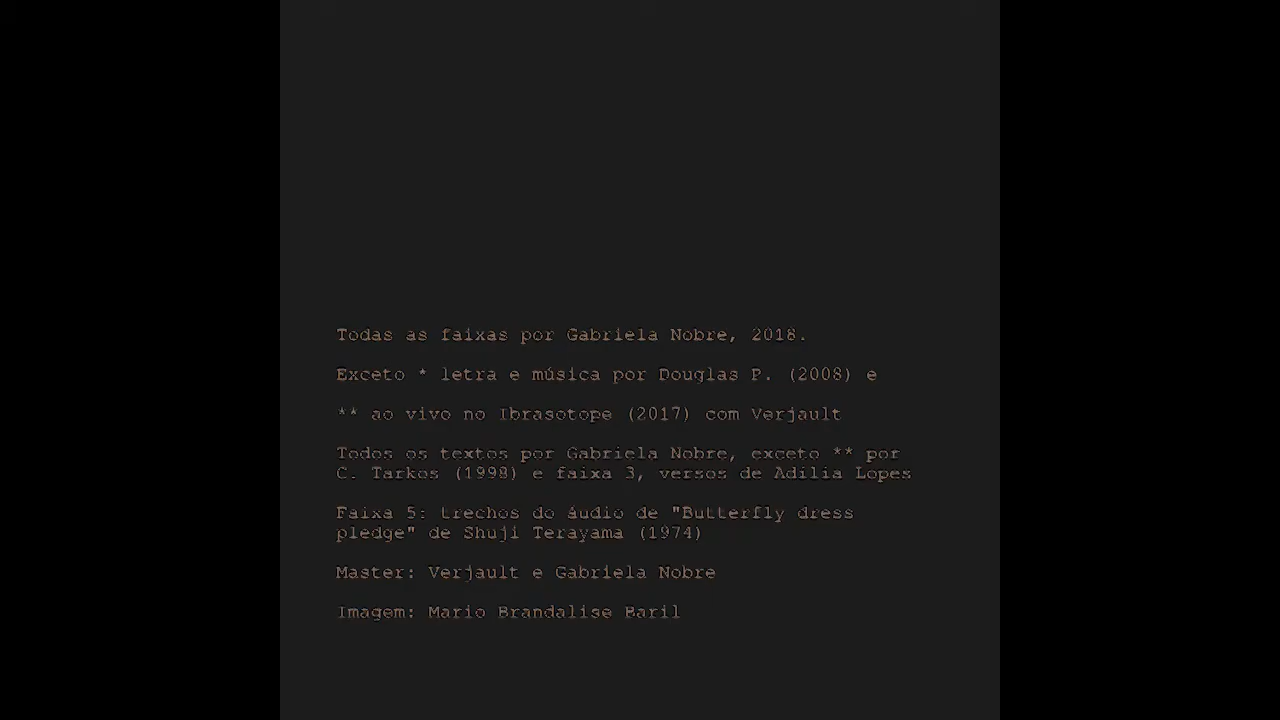 Todas as faixas por Gabriela Nobre, 2018.
Exceto * letra e música por Douglas P. (2008) e
** ao vivo no Ibrasotope (2017) com Verjault
Todos os textos por Gabriela Nobre, exceto ** por
C. Tarkos (1998) e faixa 3, versos de Adília Lopes
Faixa 5: trechos do áudio de "Butterfly dress
pledge" de Shuji Terayama (1974)
Master: Verjault e Gabriela Nobre
Imagem: Mario Brandalise Baril